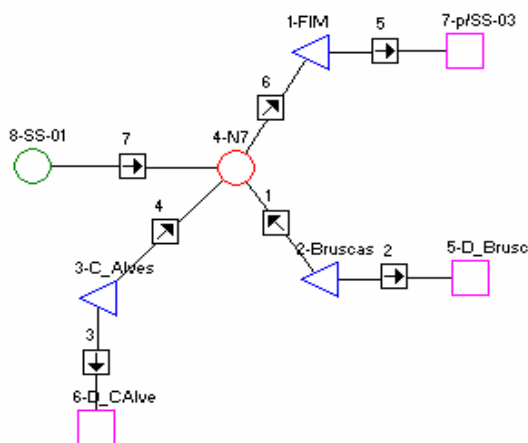 1-FIM
5
7-p/SS-03
6
8-SS-01
7
4-N7
4
1
3-C_Alves
2-Bruscas
2
5-D_Brusc
3
6-D_CAlve